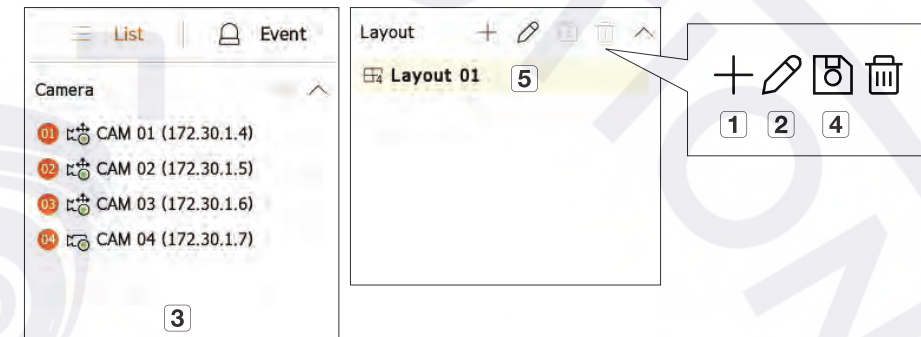 List Event
Camera
01 CAM 01 (172.30.1.4)
02 CAM 02 (172.30.1.5)
03 CAM 03 (172.30.1.6)
04 CAM 04 (172.30.1.7)
3
Layout
4 Layout 01 5
1 2 4